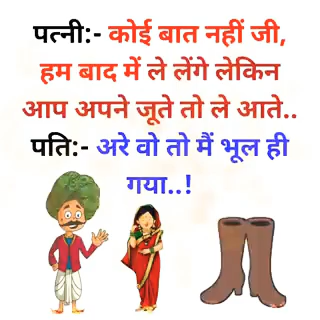 पत्नी:- कोई बात नहीं जी,
हम बाद में ले लेंगे लेकिन
आप अपने जूते तो ले आते..
पति:- अरे वो तो मैं भूल ही
गया..!